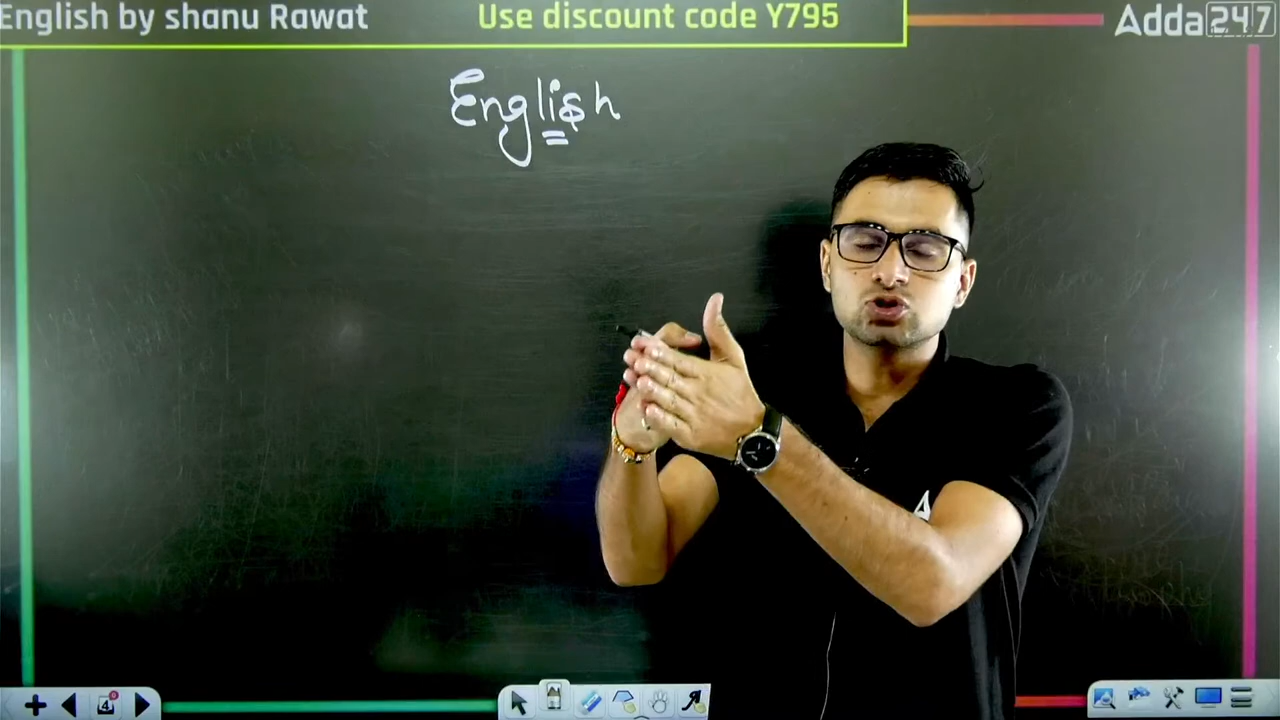 English by shanu Rawat
Use discount code Y795
Adda247
English
4